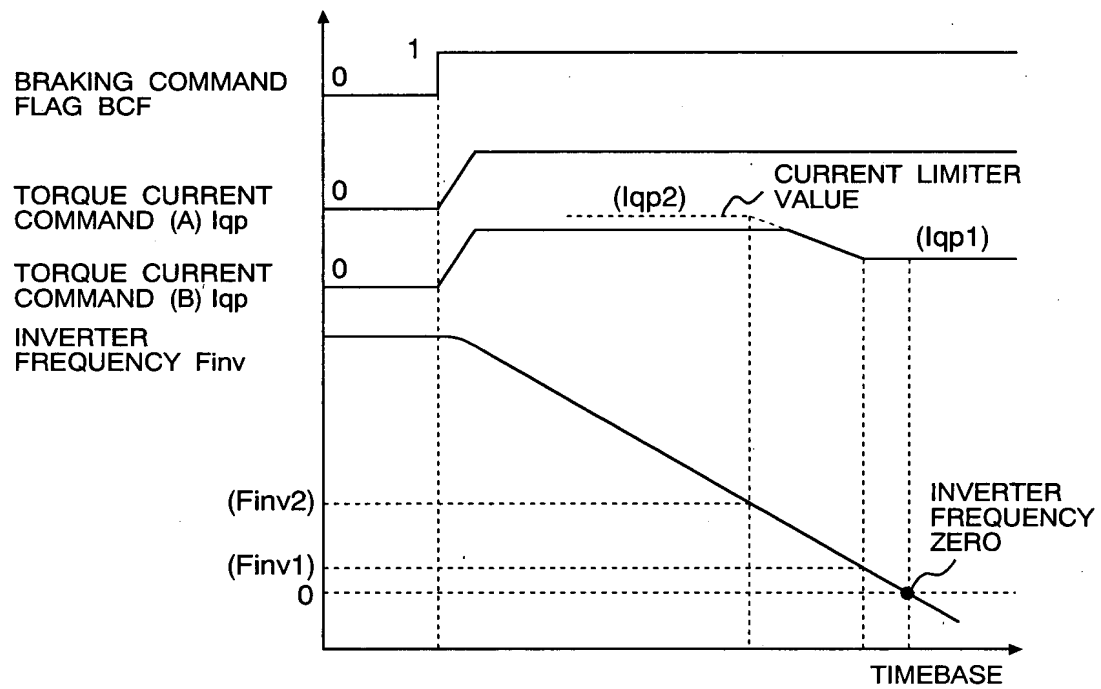 1
0
BRAKING COMMAND
FLAG BCF
0
TORQUE CURRENT
COMMAND (A) Iqp
CURRENT LIMITER
VALUE
(Iqp2)
(Iqp1)
0
TORQUE CURRENT
COMMAND (B) Iqp
INVERTER
FREQUENCY Finv
(Finv2)
(Finv1)
0
INVERTER
FREQUENCY
ZERO
TIMEBASE